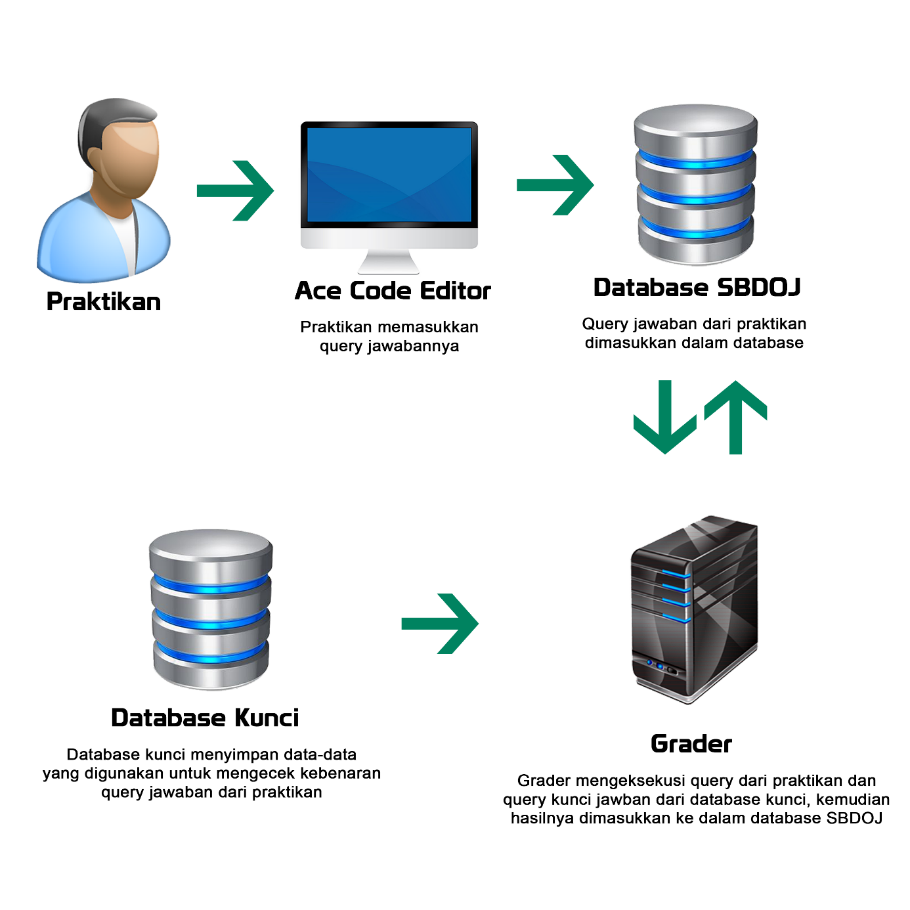 Praktikan
Ace Code Editor
Praktikan memasukkan
query jawabannya
Database SBDOJ
Query jawaban dari praktikan
dimasukkan dalam database
Database Kunci
Database kunci menyimpan data-data
yang digunakan untuk mengecek kebenaran
query jawaban dari praktikan
Grader
Grader mengeksekusi query dari praktikan dan
query kunci jawban dari database kunci, kemudian
hasilnya dimasukkan ke dalam database SBDOJ